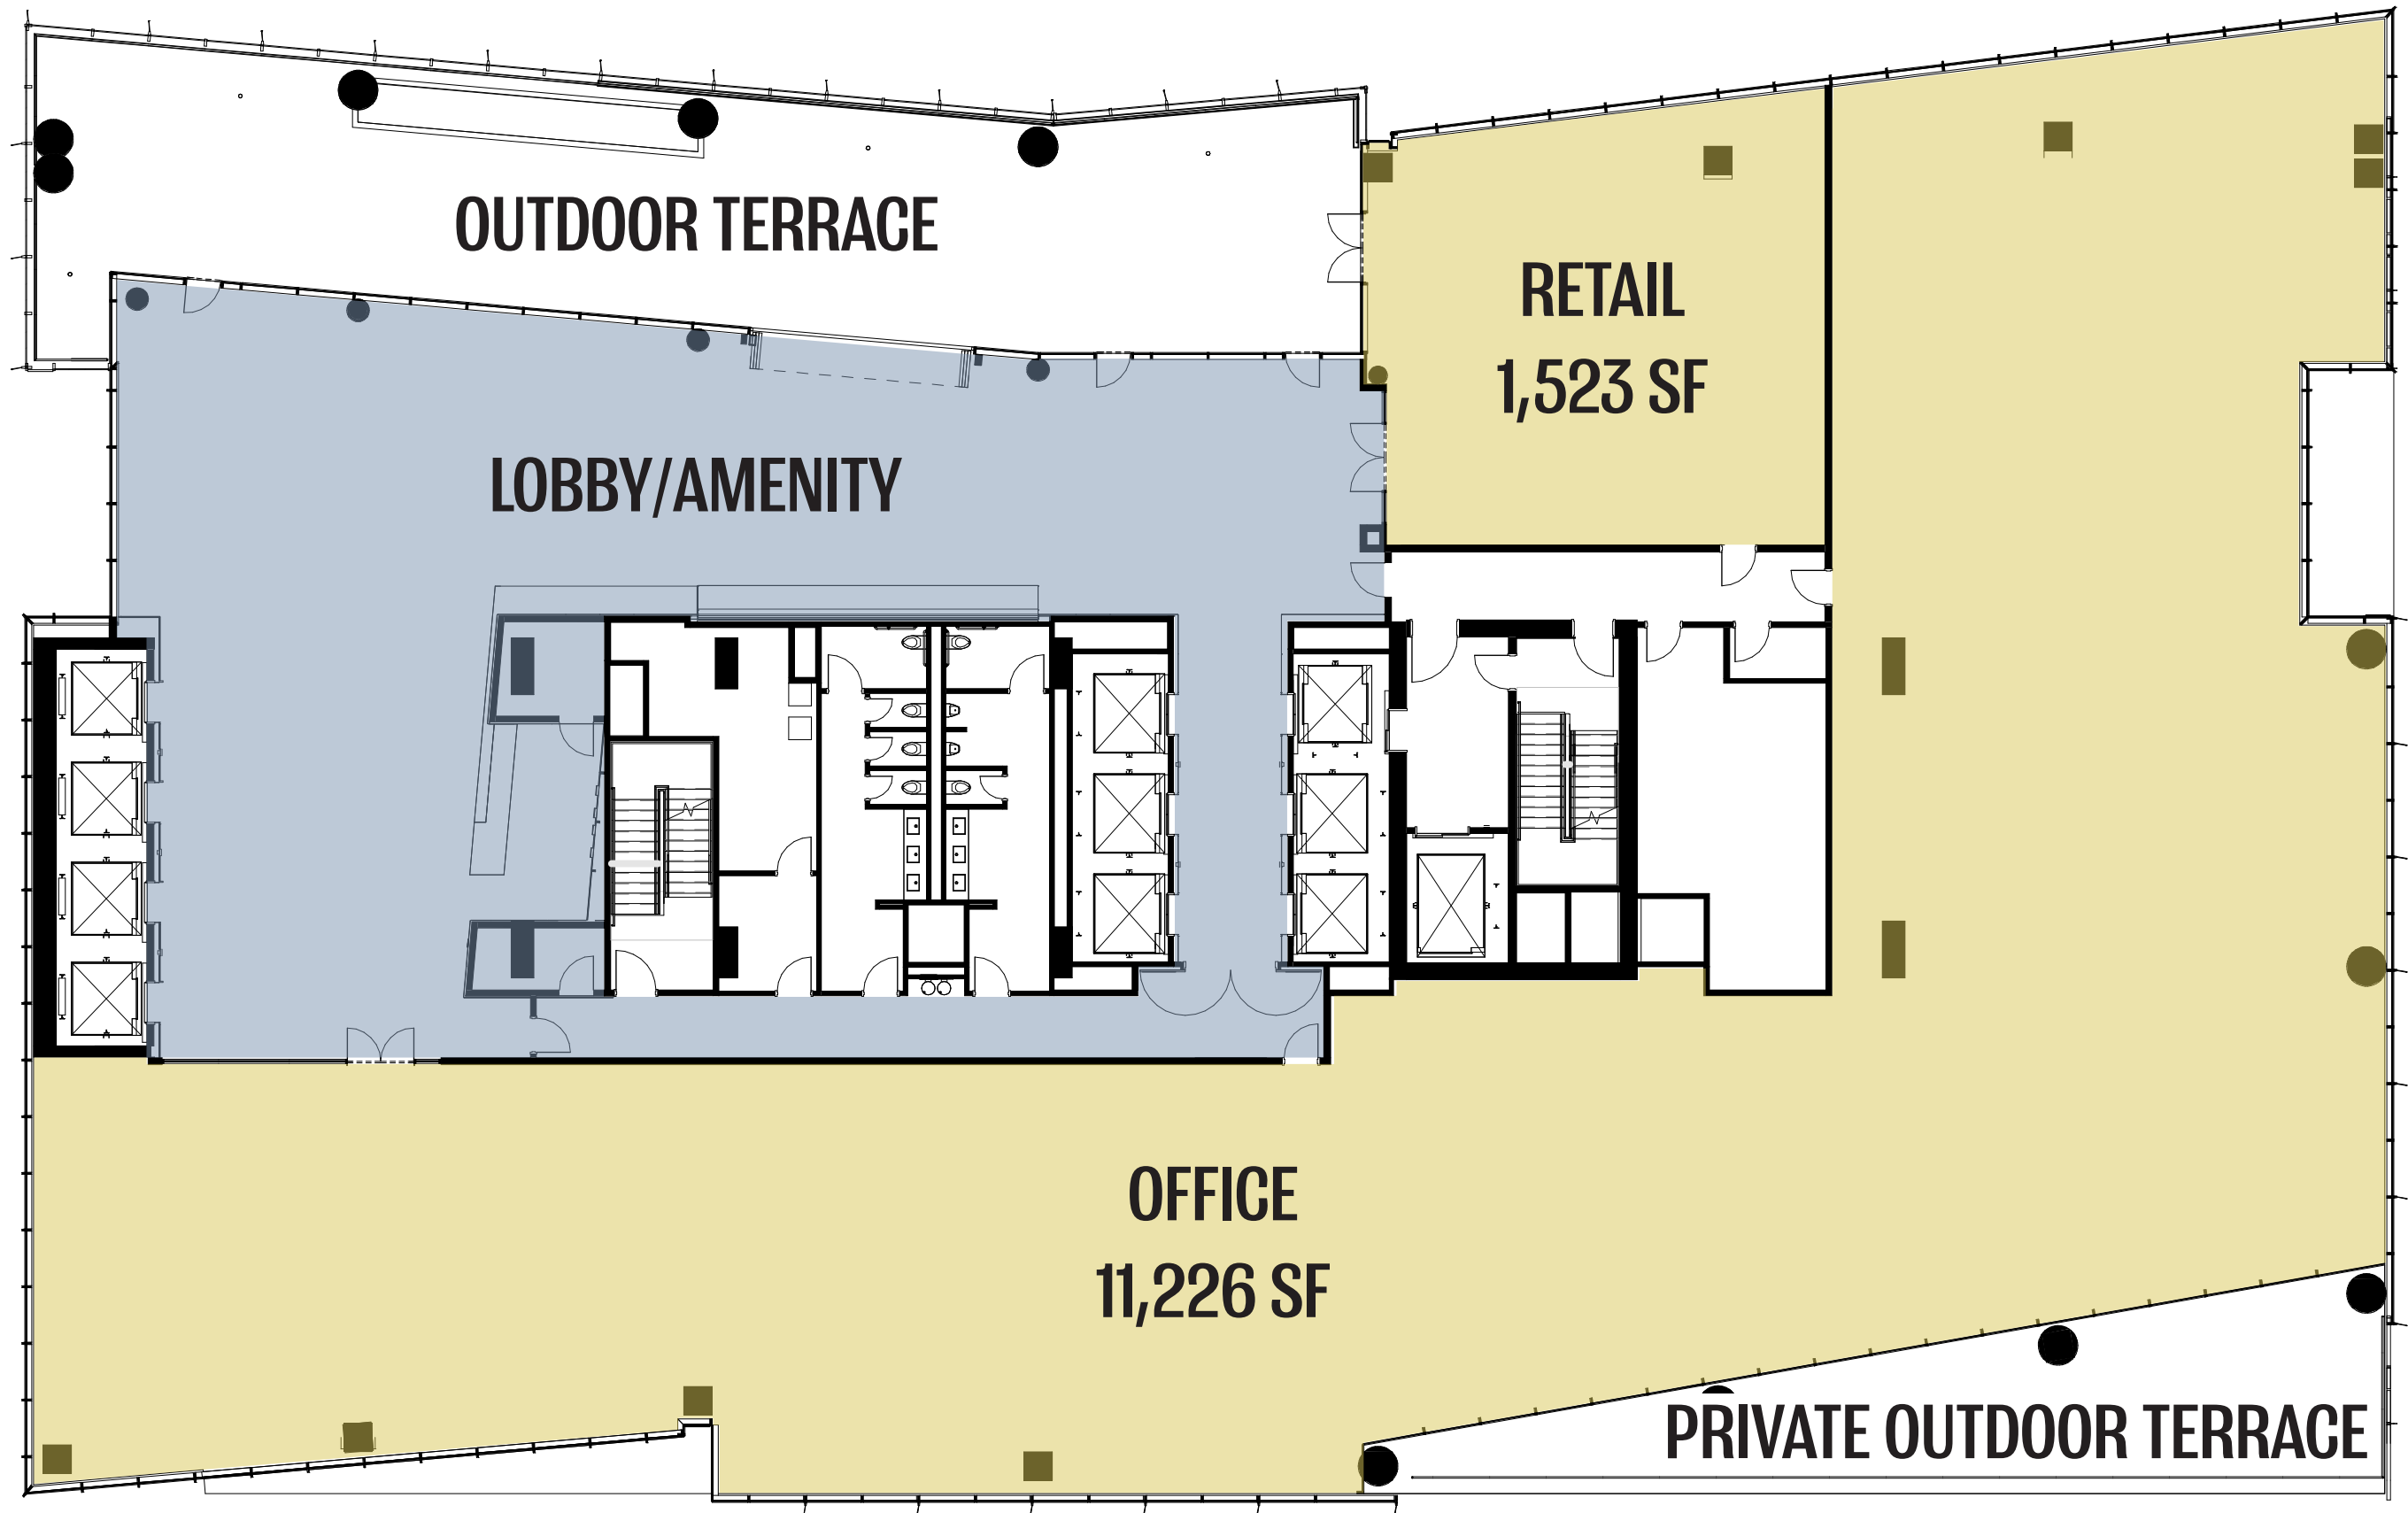 OUTDOOR TERRACE
RETAIL
1,523 SF
LOBBY/AMENITY
OFFICE
11,226 SF
PRIVATE OUTDOOR TERRACE